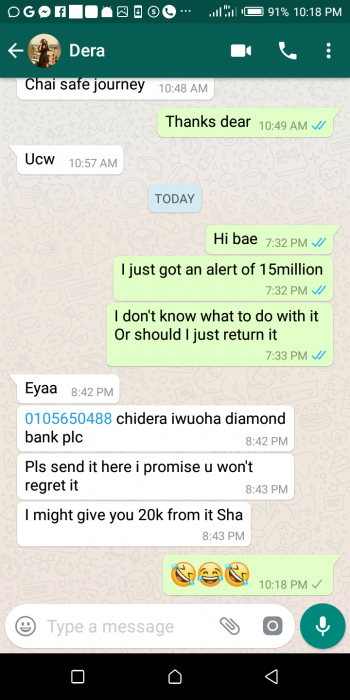 91% 10:18 PM
Dera
Chai safe journey 10:48 AM
Thanks dear 10:49 AM
Ucw 10:57 AM
TODAY
Hi bae 7:32 PM
I just got an alert of 15million
7:32 PM
I don't know what to do with it
Or should I just return it
7:33 PM
Eyaa 8:42 PM
0105650488 chidera iwuoha diamond
bank plc 8:42 PM
Pls send it here i promise u won't
regret it 8:43 PM
I might give you 20k from it Sha
8:43 PM
🤣😂🤣 10:18 PM
Type a message